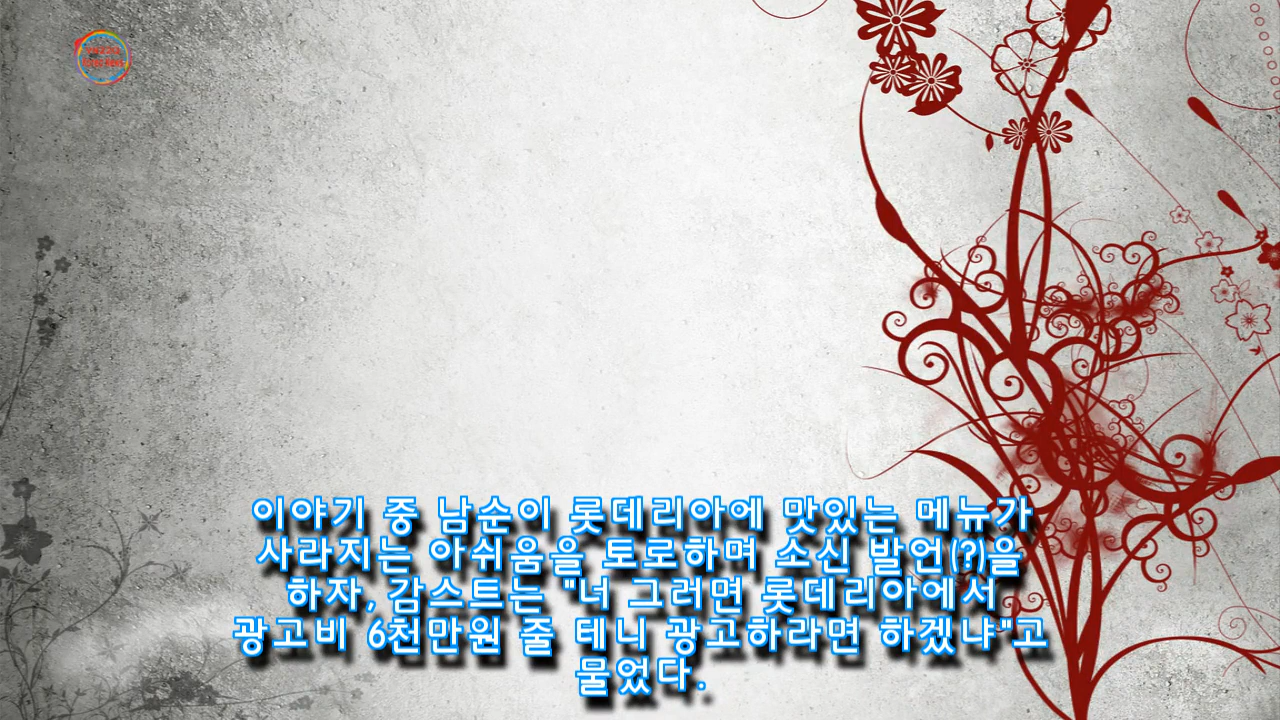 이야기 중 남순이 롯데리아에 맛있는 메뉴가
사라지는 아쉬움을 토로하며 소신 발언(?)을
하자, 감스트는 "너 그러면 롯데리아에서
광고비 6천만원 줄 테니 광고하라면 하겠냐"고
물었다.